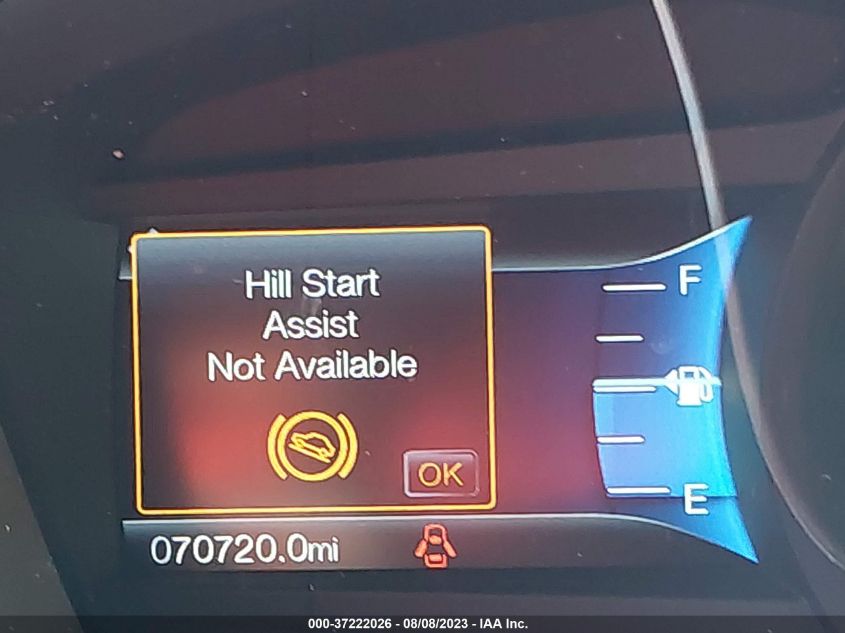 Hill Start
Assist
Not Available
OK
F
E
070720.0mi
000-37222026 - 08/08/2023 - IAA Inc.